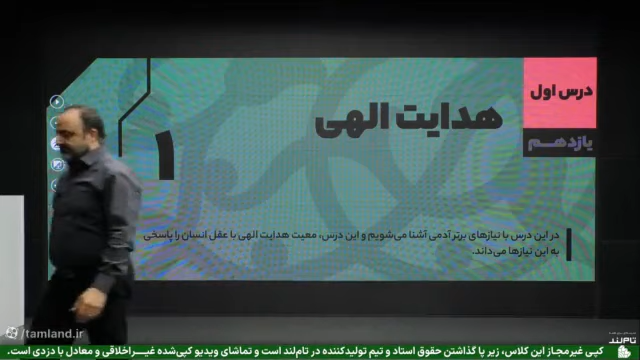 درس اول
یازدهم
هدایت الهی
۱
در این درس با نیازهای برتر آدمی آشنا می‌شویم و این درس، معیت هدایت الهی با عقل انسان را پاسخی
به این نیازها می‌داند.
/tamland.ir
تاملند
کپی غیرمجاز این کلاس، زیر پا گذاشتن حقوق استاد و تیم تولیدکننده در تام‌لند است و تماشای ویدیو کپی‌شده غیراخلاقی و معادل با دزدی است.